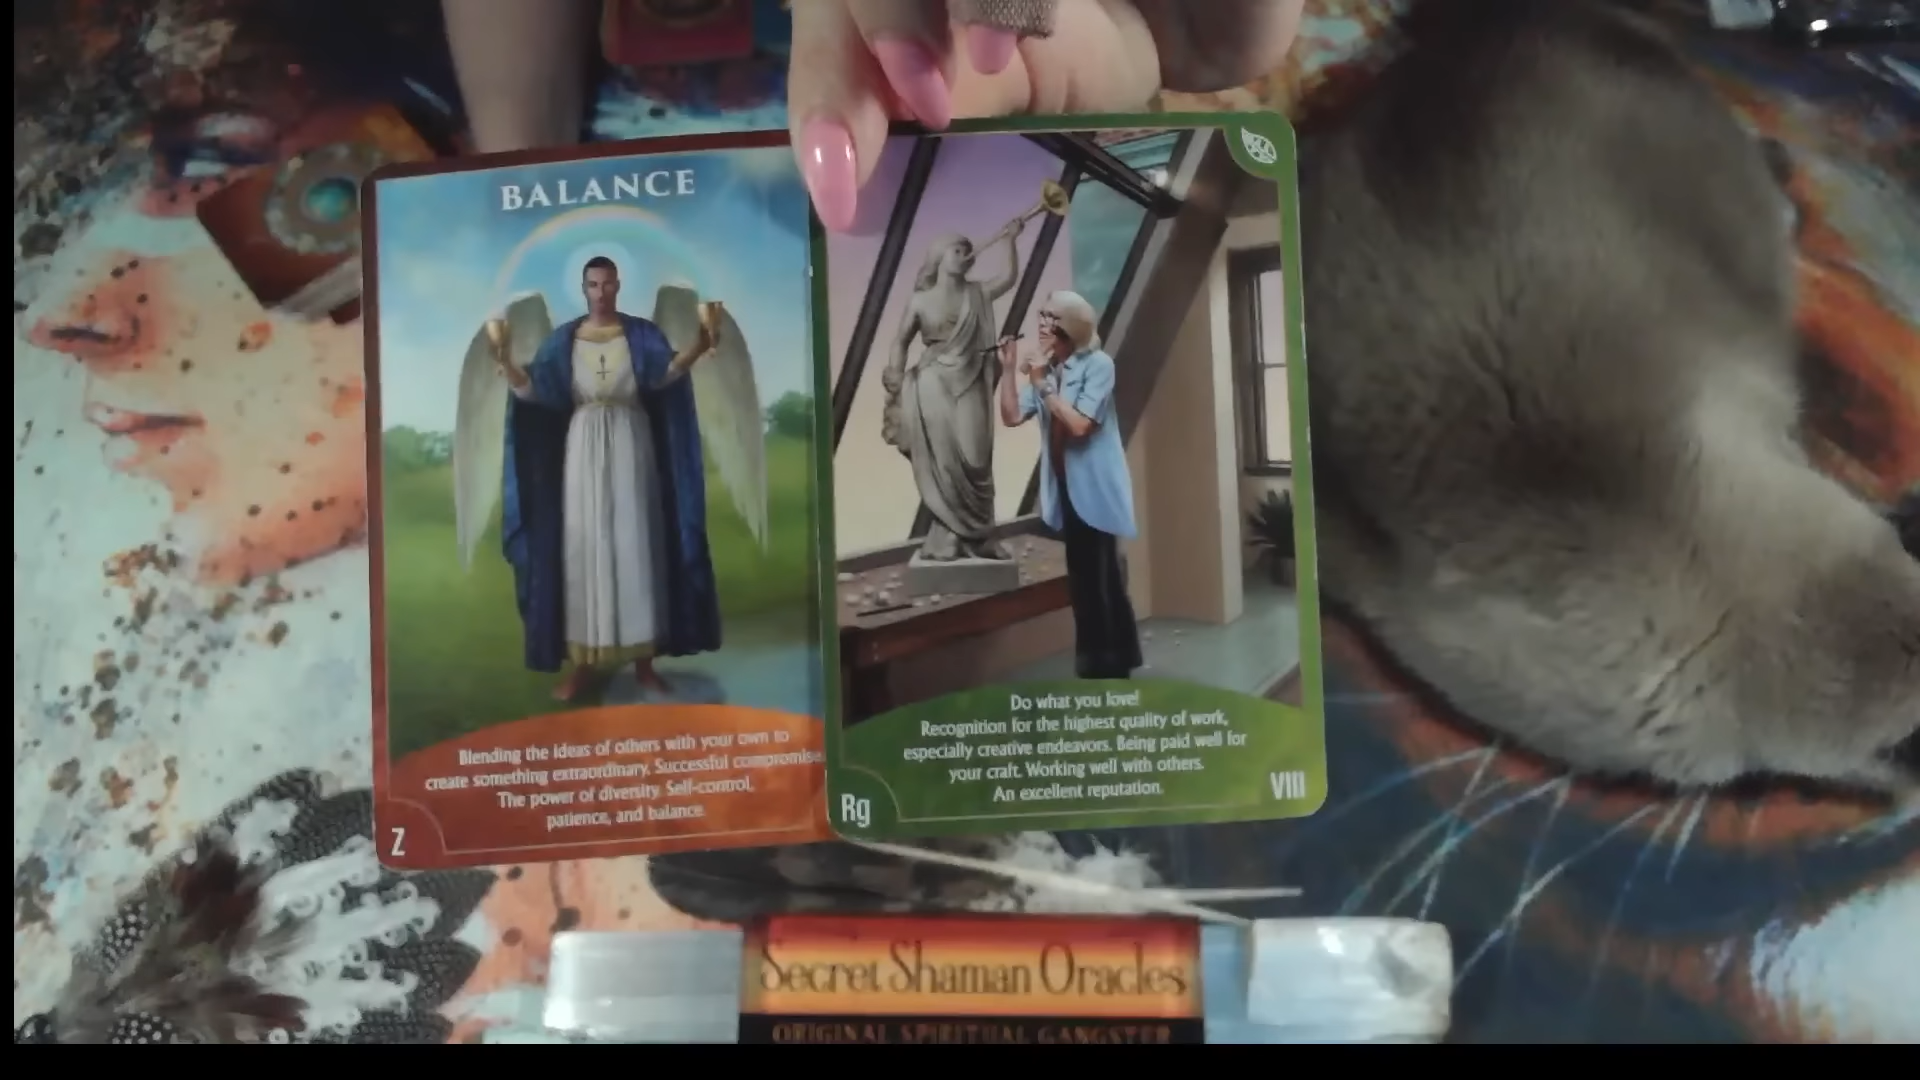 BALANCE
Blending the ideas of others with your own to
create something extraordinary. Successful compromise.
The power of diversity. Self-control,
patience, and balance.
Z
Do what you love!
Recognition for the highest quality of work,
especially creative endeavors. Being paid well for
your craft. Working well with others.
An excellent reputation.
Rg
VIII
Secret Shaman Oracles
ORIGINAL SPIRITUAL GANGSTER